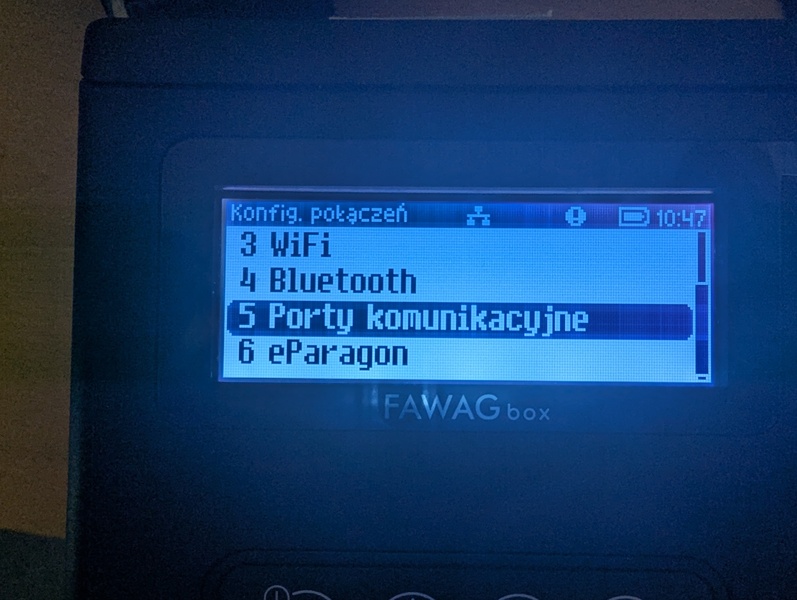 Konfig. połączeń 10:47
3 WiFi
4 Bluetooth
5 Porty komunikacyjne
6 eParagon
FAWAG box